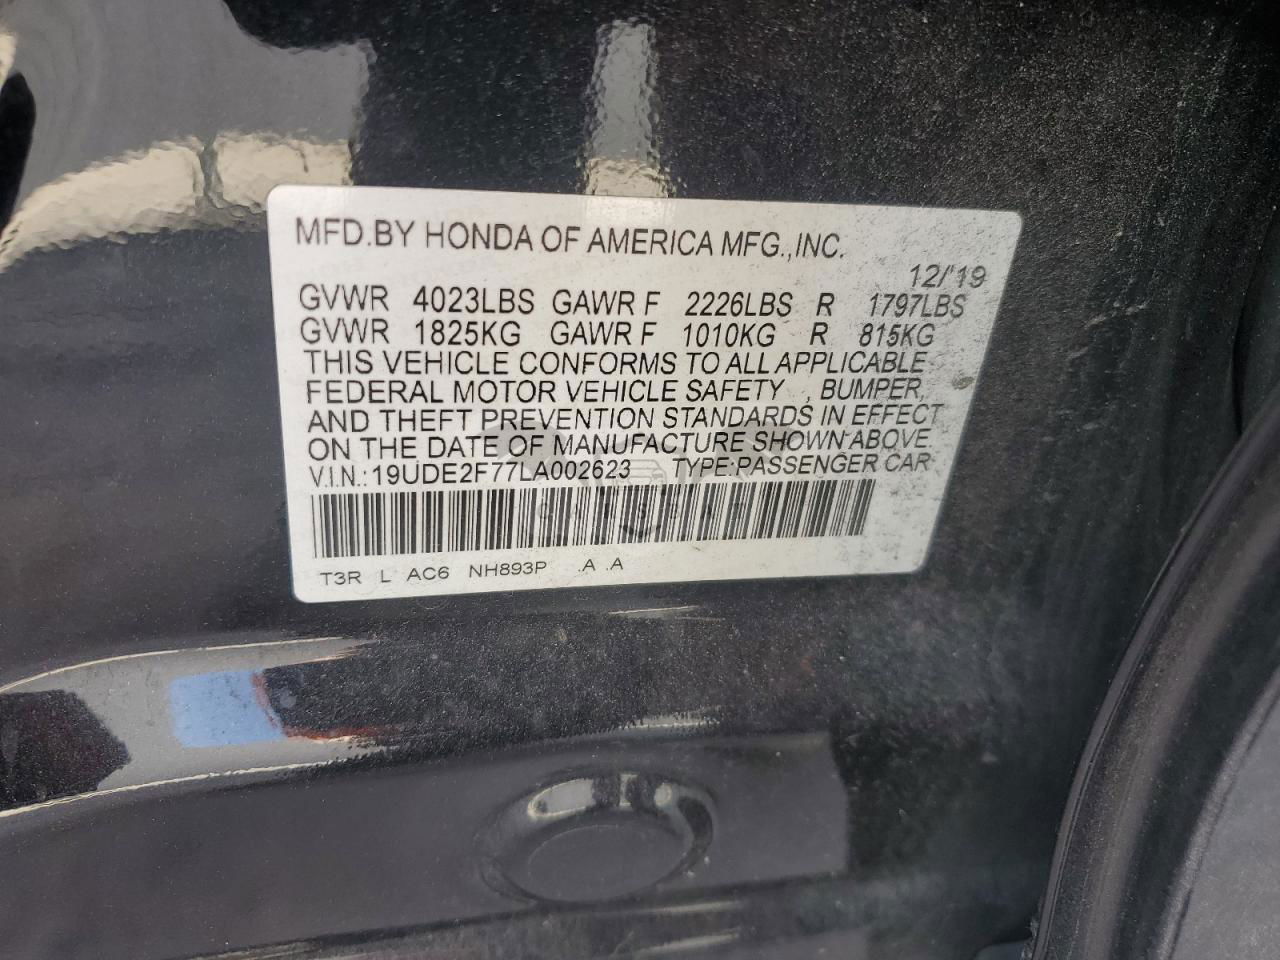 MFD.BY HONDA OF AMERICA MFG.,INC.
12/'19
GVWR 4023LBS GAWR F 2226LBS R 1797LBS
GVWR 1825KG GAWR F 1010KG R 815KG
THIS VEHICLE CONFORMS TO ALL APPLICABLE
FEDERAL MOTOR VEHICLE SAFETY , BUMPER,
AND THEFT PREVENTION STANDARDS IN EFFECT
ON THE DATE OF MANUFACTURE SHOWN ABOVE.
V.I.N.:19UDE2F77LA002623 TYPE:PASSENGER CAR
T3R L AC6 NH893P .A .A